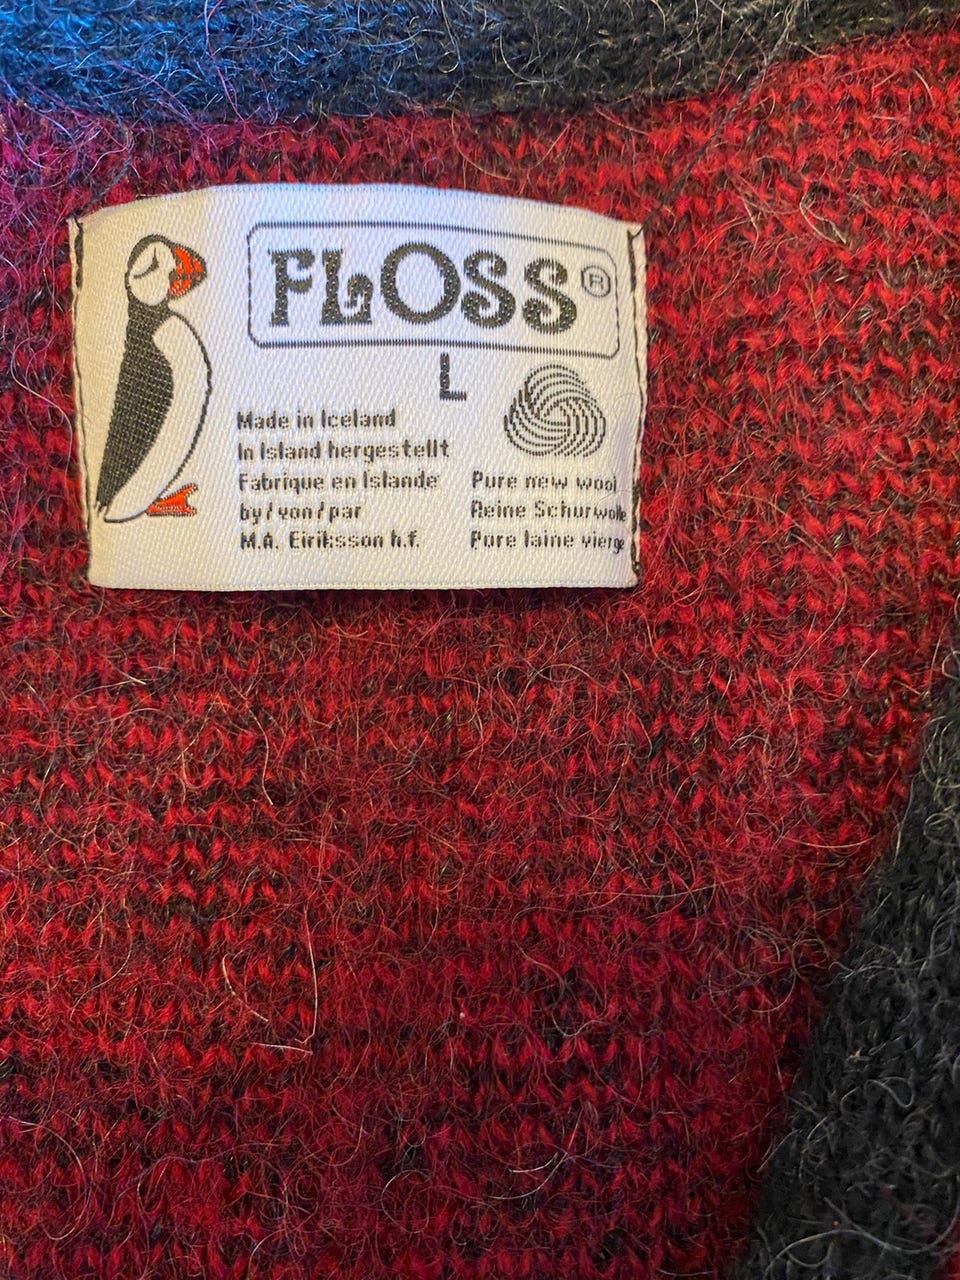 FLOSS®
L
Made in Iceland
In Island hergestellt
Fabrique en Islande
by/von/par
M.A. Eiriksson h.f.
Pure new wool
Reine Schurwolle
Pure laine vierge